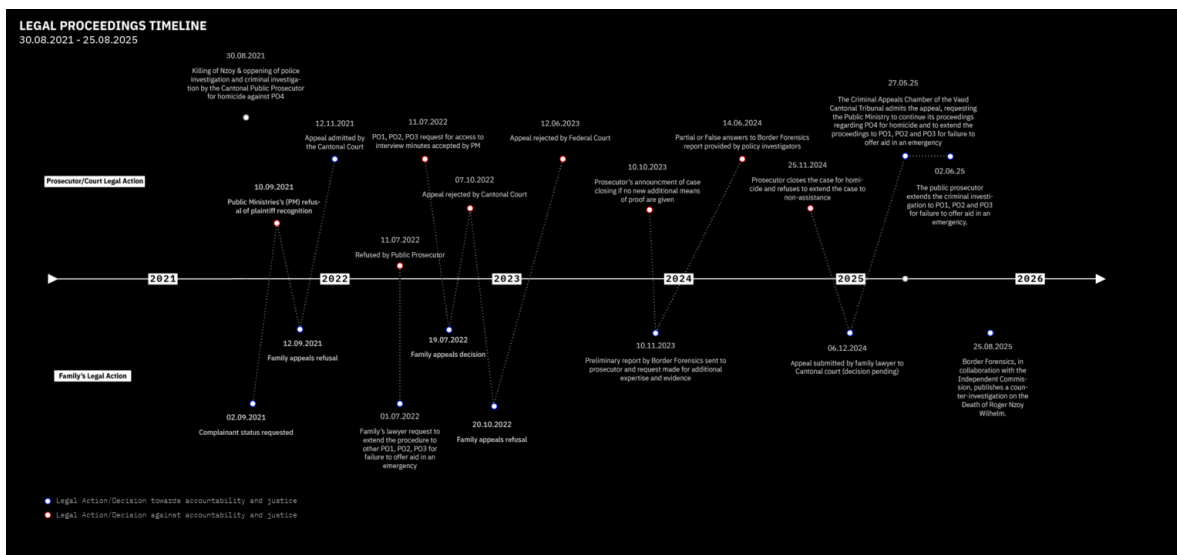 LEGAL PROCEEDINGS TIMELINE
30.08.2021 - 25.08.2025
30.08.2021
Killing of Nzoy & oppening of police
investigation and criminal investiga-
tion by the Cantonal Public Prosecutor
for homicide against PO4
12.11.2021
Appeal admitted by
the Cantonal Court
11.07.2022
PO1, PO2, PO3 request for access to
interview minutes accepted by PM
12.06.2023
Appeal rejected by Federal Court
14.06.2024
Partial or False answers to Border Forensics
report provided by policy investigators
27.05.25
The Criminal Appeals Chamber of the Vaud
Cantonal Tribunal admits the appeal, requesting
the Public Ministry to continue its proceedings
regarding PO4 for homicide and to extend the
proceedings to PO1, PO2 and PO3 for failure to
offer aid in an emergency
Prosecutor/Court Legal Action
10.09.2021
Public Ministries's (PM) refus-
al of plaintiff recognition
07.10.2022
Appeal rejected by Cantonal Court
10.10.2023
Prosecutor's announcement of case
closing if no new additional means
of proof are given
25.11.2024
Prosecutor closes the case for homi-
cide and refuses to extend the case to
non-assistance
02.06.25
The public prosecutor
extends the criminal investi-
gation to PO1, PO2 and PO3
for failure to offer aid in an
emergency.
11.07.2022
Refused by Public Prosecutor
2021
2022
2023
2024
2025
2026
12.09.2021
Family appeals refusal
19.07.2022
Family appeals decision
10.11.2023
Preliminary report by Border Forensics sent to
prosecutor and request made for additional
expertise and evidence
06.12.2024
Appeal submitted by family lawyer to
Cantonal court (decision pending)
25.08.2025
Border Forensics, in
collaboration with the
Independent Commis-
sion, publishes a coun-
ter-investigation on the
Death of Roger Nzoy
Wilhelm.
Family's Legal Action
02.09.2021
Complainant status requested
01.07.2022
Family's lawyer request to
extend the procedure to
other PO1, PO2, PO3 for
failure to offer aid in an
emergency
20.10.2022
Family appeals refusal
Legal Action/Decision towards accountability and justice
Legal Action/Decision against accountability and justice